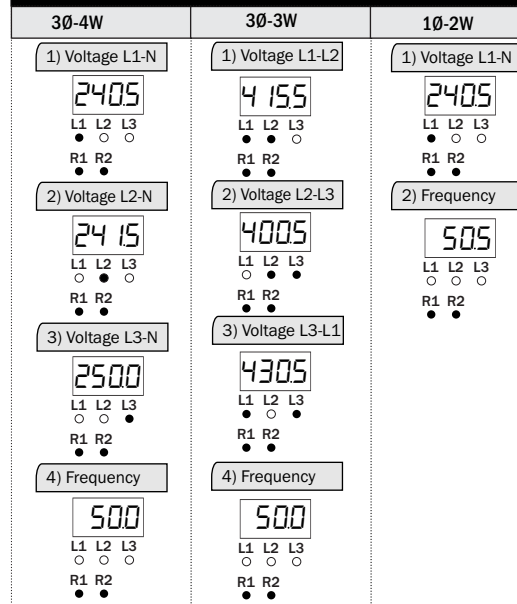 3Ø-4W
1) Voltage L1-N
240.5
L1 L2 L3
R1 R2
2) Voltage L2-N
241.5
L1 L2 L3
R1 R2
3) Voltage L3-N
250.0
L1 L2 L3
R1 R2
4) Frequency
50.0
L1 L2 L3
R1 R2
3Ø-3W
1) Voltage L1-L2
415.5
L1 L2 L3
R1 R2
2) Voltage L2-L3
400.5
L1 L2 L3
R1 R2
3) Voltage L3-L1
430.5
L1 L2 L3
R1 R2
4) Frequency
50.0
L1 L2 L3
R1 R2
1Ø-2W
1) Voltage L1-N
240.5
L1 L2 L3
R1 R2
2) Frequency
50.5
L1 L2 L3
R1 R2